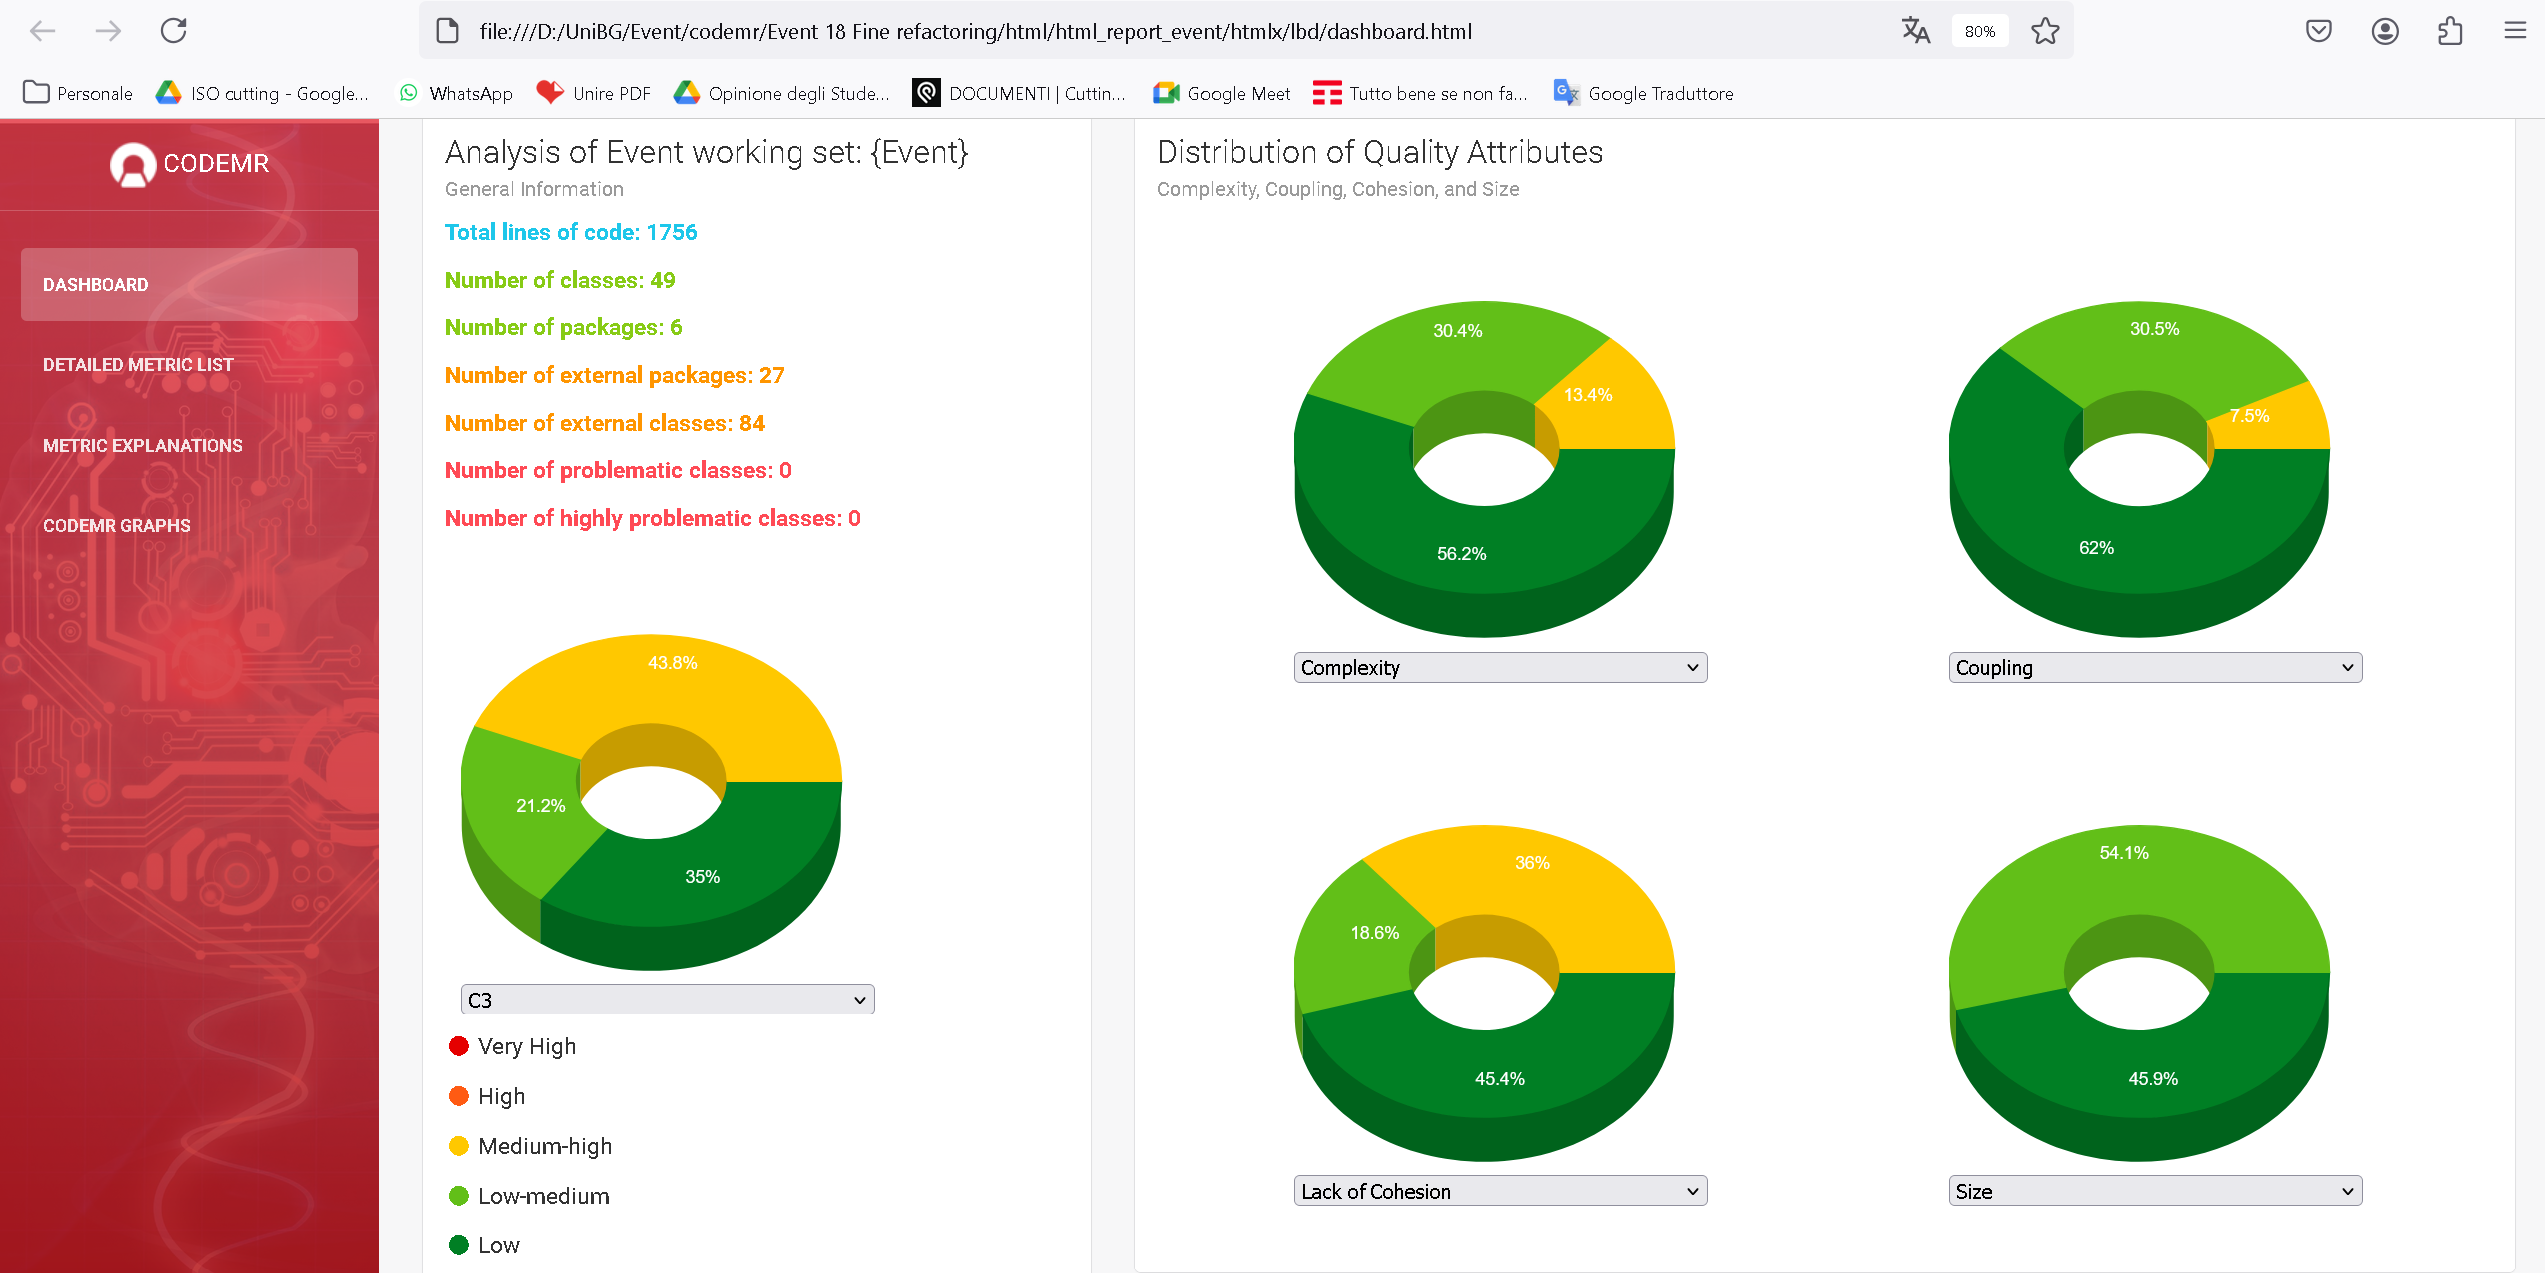 file:///D:/UniBG/Event/codemr/Event 18 Fine refactoring/html/html_report_event/htmlx/lbd/dashboard.html
80%
Personale
ISO cutting - Google...
WhatsApp
Unire PDF
Opinione degli Stude...
DOCUMENTI | Cuttin...
Google Meet
Tutto bene se non fa...
Google Traduttore
CODEMR
DASHBOARD
DETAILED METRIC LIST
METRIC EXPLANATIONS
CODEMR GRAPHS
Analysis of Event working set: {Event}
General Information
Total lines of code: 1756
Number of classes: 49
Number of packages: 6
Number of external packages: 27
Number of external classes: 84
Number of problematic classes: 0
Number of highly problematic classes: 0
43.8%
21.2%
35%
C3
Very High
High
Medium-high
Low-medium
Low
Distribution of Quality Attributes
Complexity, Coupling, Cohesion, and Size
30.4%
13.4%
56.2%
Complexity
30.5%
7.5%
62%
Coupling
36%
18.6%
45.4%
Lack of Cohesion
54.1%
45.9%
Size